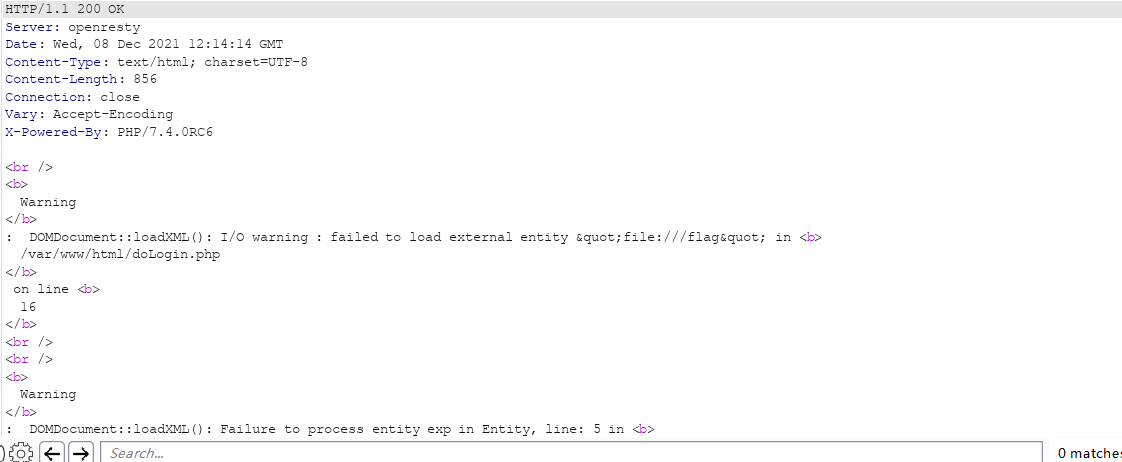 HTTP/1.1 200 OK
Server: openresty
Date: Wed, 08 Dec 2021 12:14:14 GMT
Content-Type: text/html; charset=UTF-8
Content-Length: 856
Connection: close
Vary: Accept-Encoding
X-Powered-By: PHP/7.4.0RC6
<br />
<b>
Warning
</b>
:  DOMDocument::loadXML(): I/O warning : failed to load external entity &quot;file:///flag&quot; in <b>
/var/www/html/doLogin.php
</b>
on line <b>
16
</b>
<br />
<br />
<b>
Warning
</b>
:  DOMDocument::loadXML(): Failure to process entity exp in Entity, line: 5 in <b>
Search... 0 matches